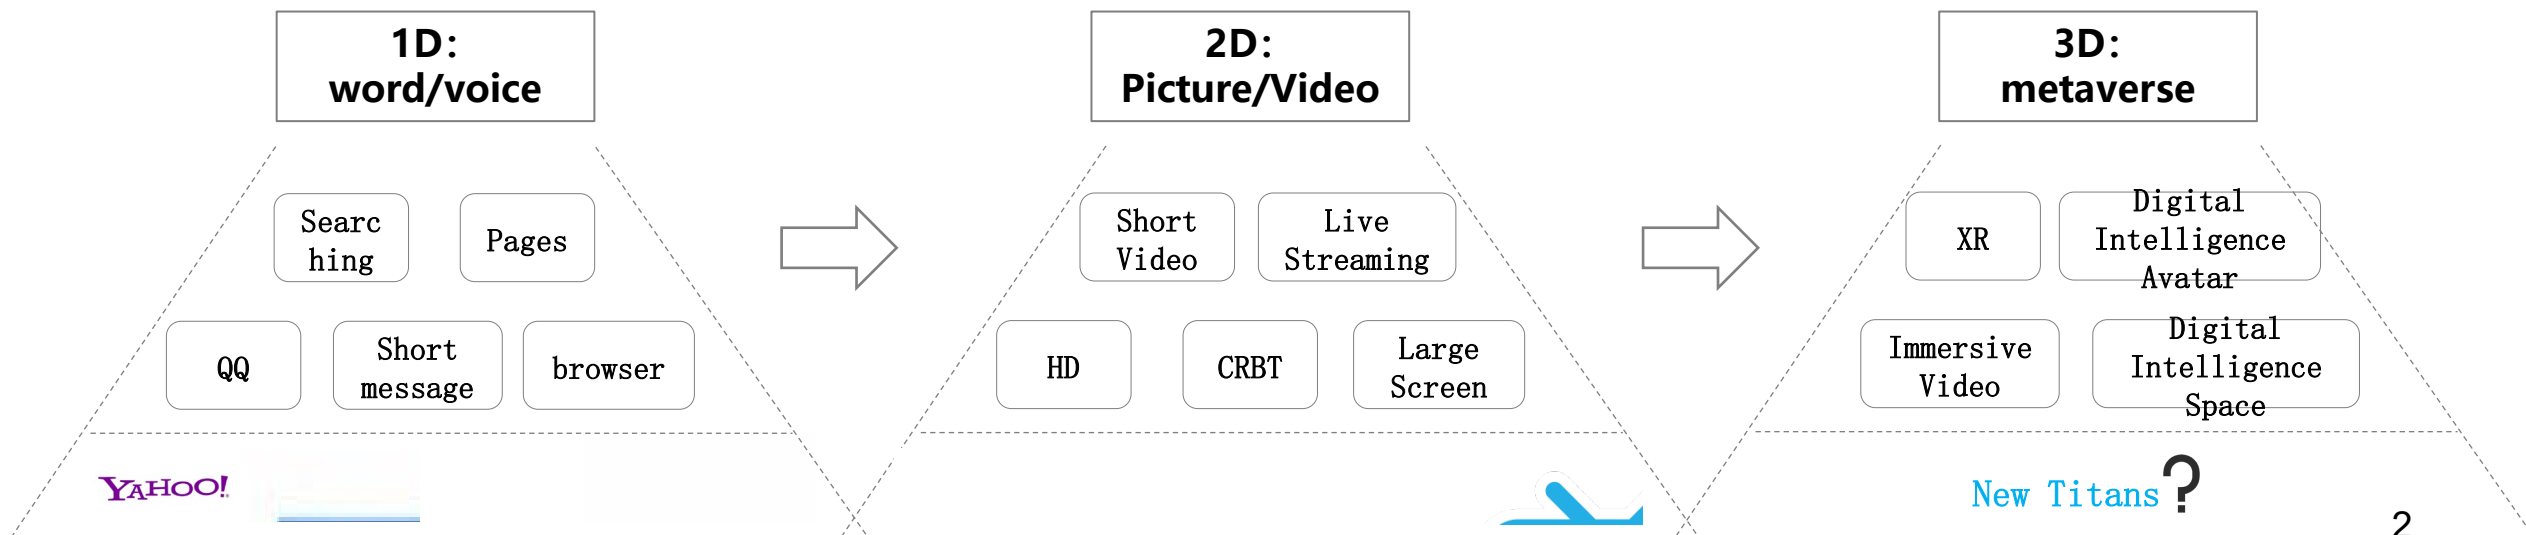 1D:
word/voice
2D:
Picture/Video
3D:
metaverse
Searc
hing
Pages
Short
Video
Live
Streaming
XR
Digital
Intelligence
Avatar
QQ
Short
message
browser
HD
CRBT
Large
Screen
Immersive
Video
Digital
Intelligence
Space
YAHOO!
New Titans?
2